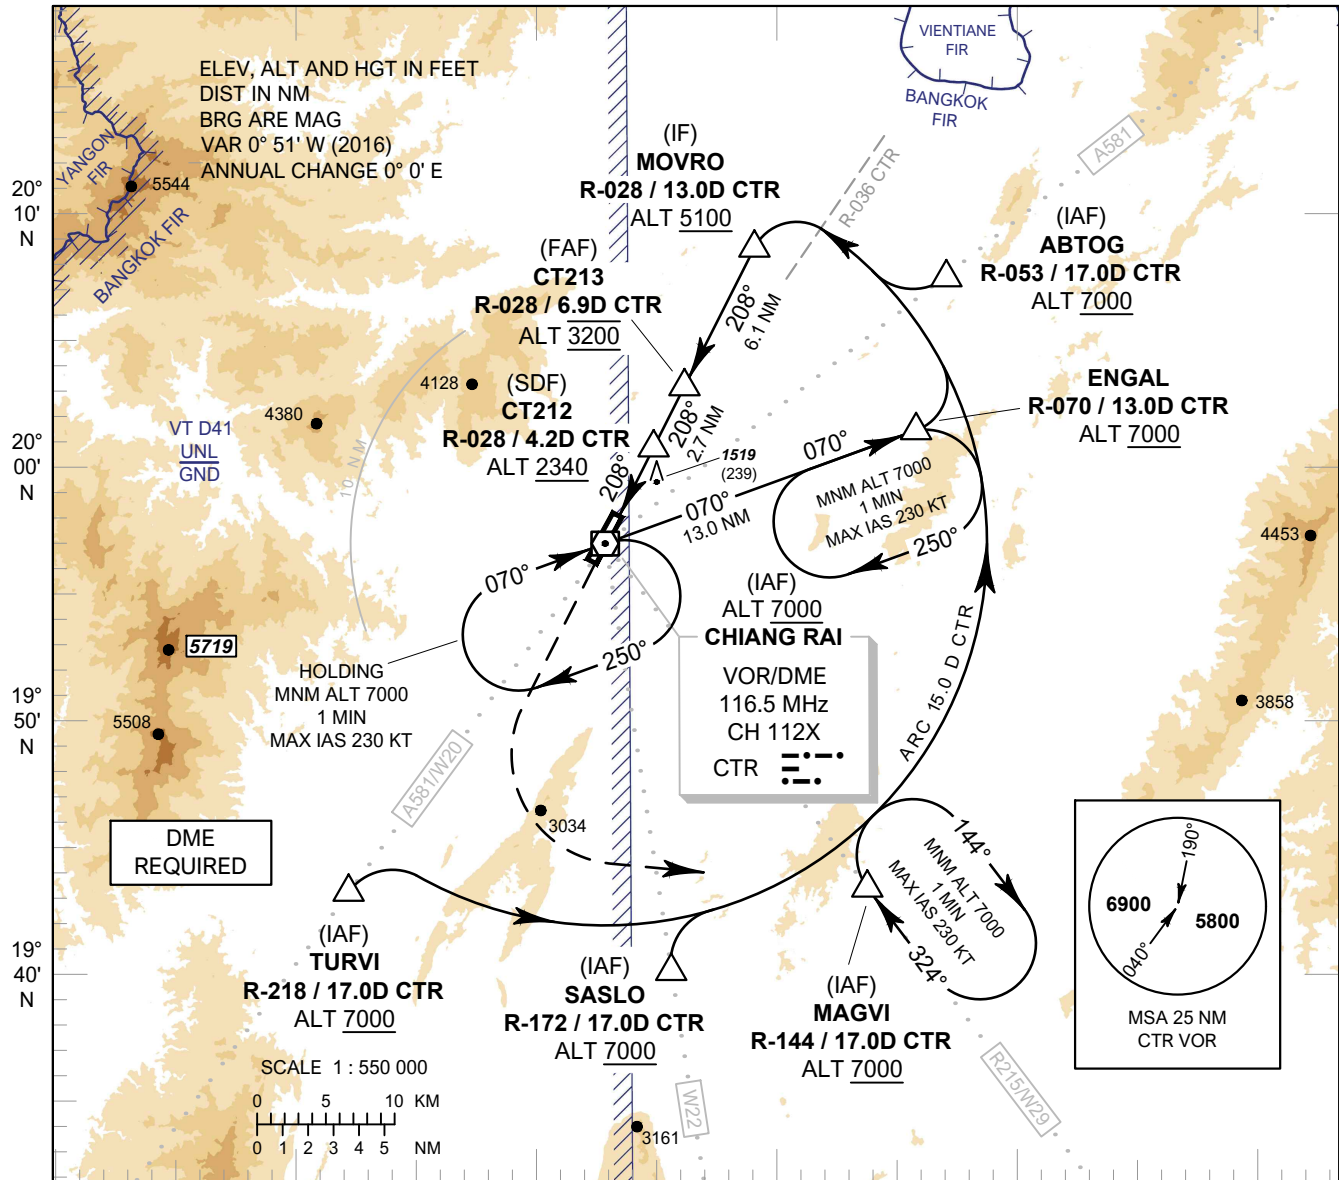 ELEV, ALT AND HGT IN FEET
DIST IN NM
BRG ARE MAG
VAR 0° 51' W (2016)
ANNUAL CHANGE 0° 0' E
VIENTIANE
FIR
BANGKOK
FIR
YANGON
FIR
BANGKOK FIR
5544
20°
10'
N
(IF)
MOVRO
R-028 / 13.0D CTR
ALT 5100
R-036 CTR
A581
(IAF)
ABTOG
R-053 / 17.0D CTR
ALT 7000
(FAF)
CT213
R-028 / 6.9D CTR
ALT 3200
208°
6.1 NM
4128
4380
(SDF)
CT212
R-028 / 4.2D CTR
ALT 2340
208°
2.7 NM
208°
1519
(239)
ENGAL
R-070 / 13.0D CTR
ALT 7000
VT D41
UNL
GND
10 NM
20°
00'
N
070°
070°
13.0 NM
MNM ALT 7000
1 MIN
MAX IAS 230 KT
250°
4453
070°
250°
(IAF)
ALT 7000
CHIANG RAI
VOR/DME
116.5 MHz
CH 112X
CTR
ARC 15.0 D CTR
5719
HOLDING
MNM ALT 7000
1 MIN
MAX IAS 230 KT
19°
50'
N
5508
3858
A581/W20
3034
DME
REQUIRED
144°
MNM ALT 7000
1 MIN
MAX IAS 230 KT
324°
190°
6900
5800
040°
MSA 25 NM
CTR VOR
19°
40'
N
(IAF)
TURVI
R-218 / 17.0D CTR
ALT 7000
(IAF)
SASLO
R-172 / 17.0D CTR
ALT 7000
(IAF)
MAGVI
R-144 / 17.0D CTR
ALT 7000
SCALE 1 : 550 000
0 5 10 KM
0 1 2 3 4 5 NM
W22
R215/W29
3161